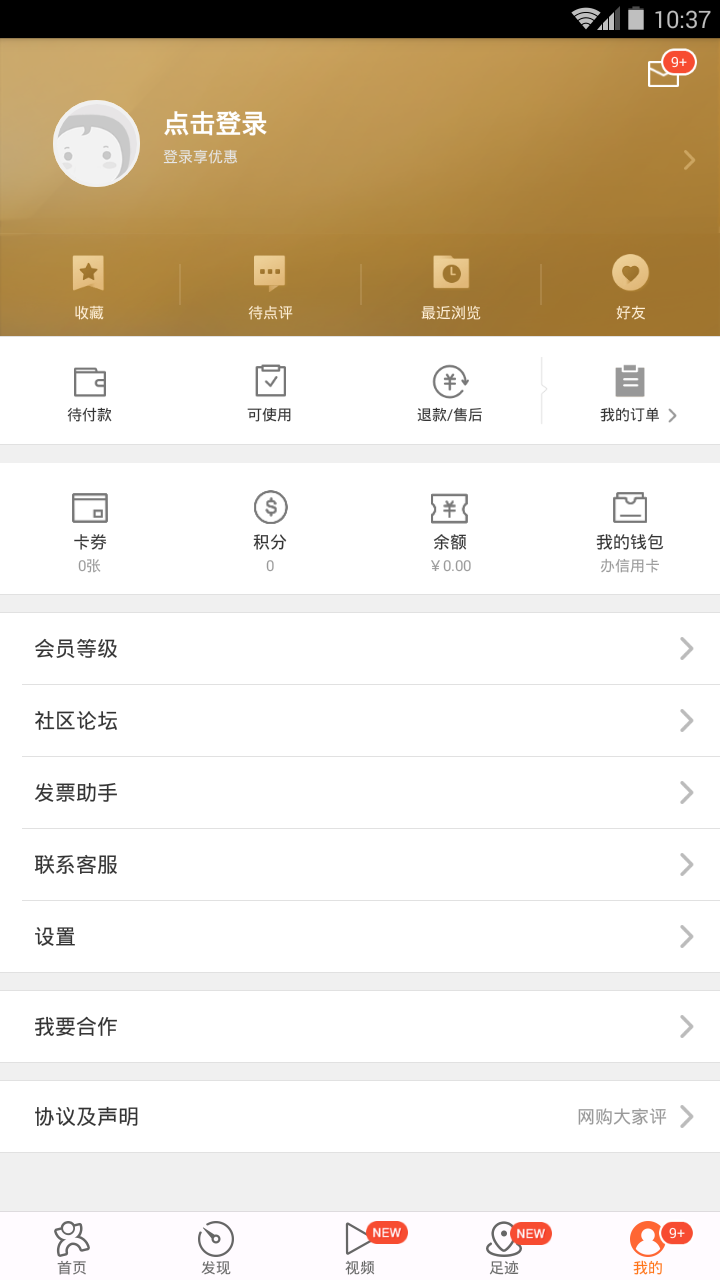 10:37
9+
点击登录
登录享优惠
收藏 待点评 最近浏览 好友
待付款 可使用 退款/售后 我的订单
卡券 积分 余额 我的钱包
0张 0 ¥0.00 办信用卡
会员等级
社区论坛
发票助手
联系客服
设置
我要合作
协议及声明 网购大家评
NEW NEW 9+
首页 发现 视频 足迹 我的